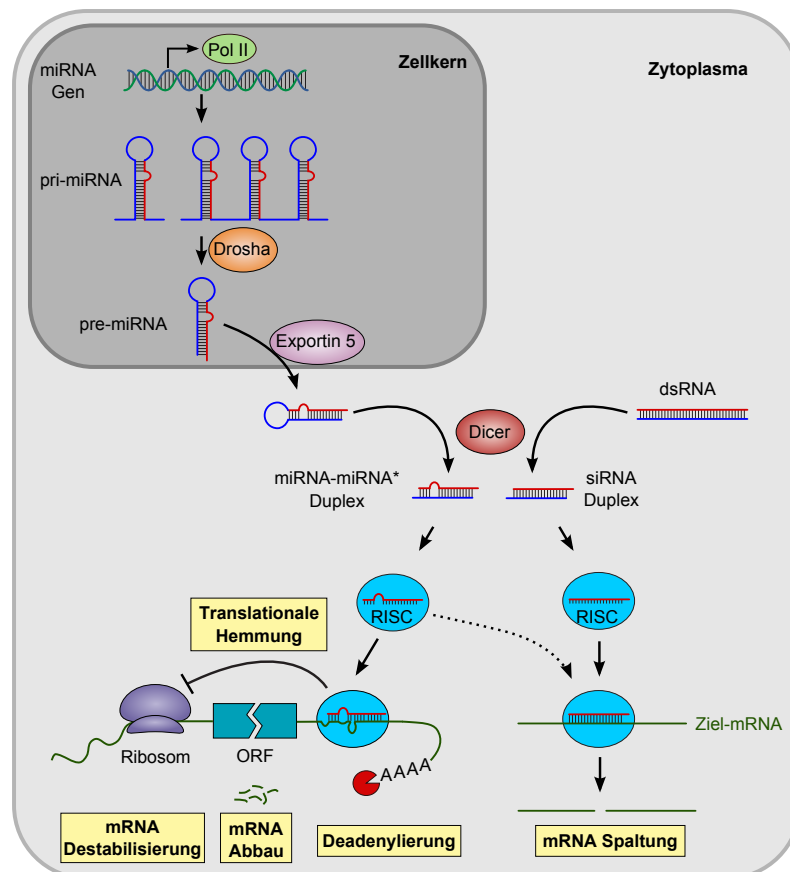 Pol II
Zellkern
Zytoplasma
miRNA
Gen
pri-miRNA
Drosha
pre-miRNA
Exportin 5
dsRNA
Dicer
miRNA-miRNA*
Duplex
siRNA
Duplex
Translationale
Hemmung
RISC
RISC
Ziel-mRNA
Ribosom
ORF
AAAA
mRNA
Destabilisierung
mRNA
Abbau
Deadenylierung
mRNA Spaltung